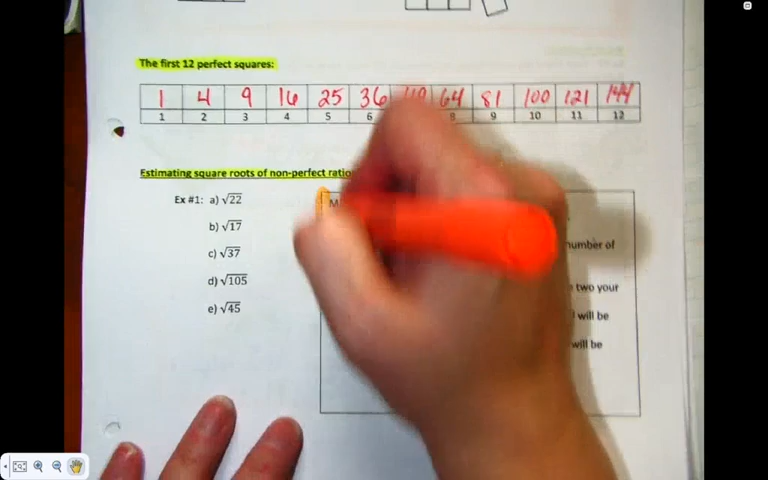 The first 12 perfect squares:
1 4 9 16 25 36 49 64 81 100 121 144
1 2 3 4 5 6 8 9 10 11 12
Estimating square roots of non-perfect
Ex #1: a) √22
b) √17
c) √37
d) √105
e) √45
number of
two your
will be
will be